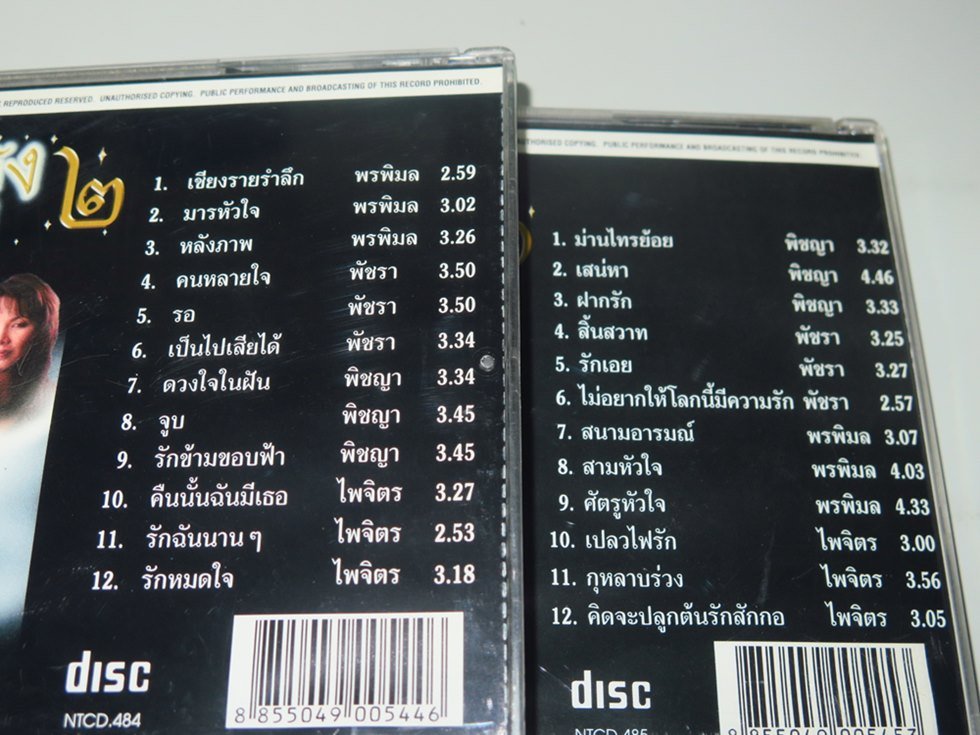 REPRODUCED RESERVED. UNAUTHORISED COPYING. PUBLIC PERFORMANCE AND BROADCASTING OF THIS RECORD PROHIBITED.
๒
1. เชียงรายรำลึก พรพิมล 2.59
2. มารหัวใจ พรพิมล 3.02
3. หลังภาพ พรพิมล 3.26
4. คนหลายใจ พัชรา 3.50
5. รอ พัชรา 3.50
6. เป็นไปเสียได้ พัชรา 3.34
7. ดวงใจในฝัน พิชญา 3.34
8. จูบ พิชญา 3.45
9. รักข้ามขอบฟ้า พิชญา 3.45
10. คืนนั้นฉันมีเธอ ไพจิตร 3.27
11. รักฉันนาน ๆ ไพจิตร 2.53
12. รักหมดใจ ไพจิตร 3.18
disc
NTCD.484
8 855049 005446
COPYING. PUBLIC PERFORMANCE AND BROADCASTING OF THIS RECORD PROHIBITED.
1. ม่านไทรย้อย พิชญา 3.32
2. เสน่หา พิชญา 4.46
3. ฝากรัก พิชญา 3.33
4. สิ้นสวาท พัชรา 3.25
5. รักเอย พัชรา 3.27
6. ไม่อยากให้โลกนี้มีความรัก พัชรา 2.57
7. สนามอารมณ์ พรพิมล 3.07
8. สามหัวใจ พรพิมล 4.03
9. ศัตรูหัวใจ พรพิมล 4.33
10. เปลวไฟรัก ไพจิตร 3.00
11. กุหลาบร่วง ไพจิตร 3.56
12. คิดจะปลูกต้นรักสักกอ ไพจิตร 3.05
disc
NTCD.485
8 855049 005453